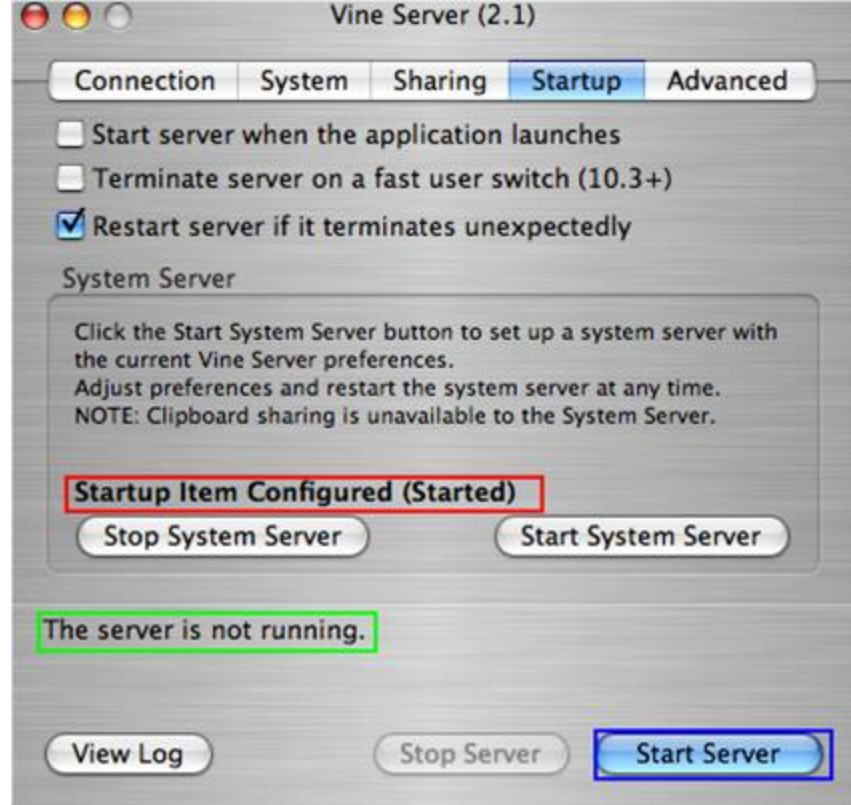 Vine Server (2.1)
Connection System Sharing Startup Advanced
Start server when the application launches
Terminate server on a fast user switch (10.3+)
Restart server if it terminates unexpectedly
System Server
Click the Start System Server button to set up a system server with
the current Vine Server preferences.
Adjust preferences and restart the system server at any time.
NOTE: Clipboard sharing is unavailable to the System Server.
Startup Item Configured (Started)
Stop System Server Start System Server
The server is not running.
View Log Stop Server Start Server